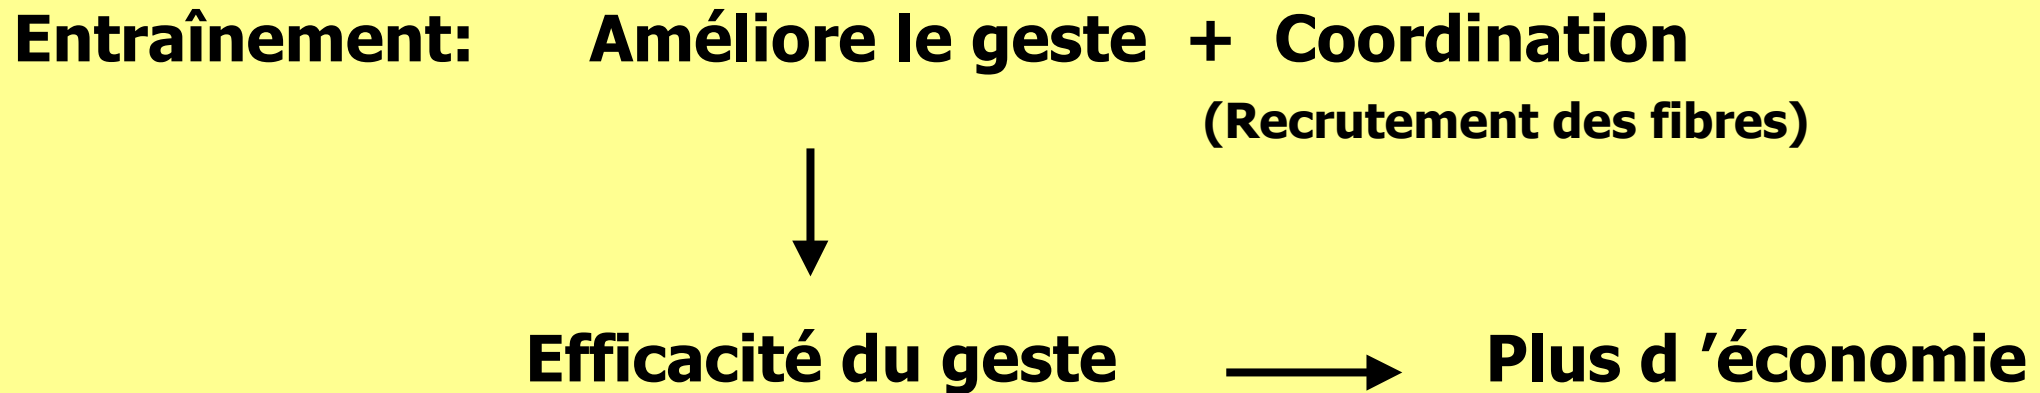 Entraînement: Améliore le geste + Coordination
(Recrutement des fibres)
Efficacité du geste Plus d ’économie